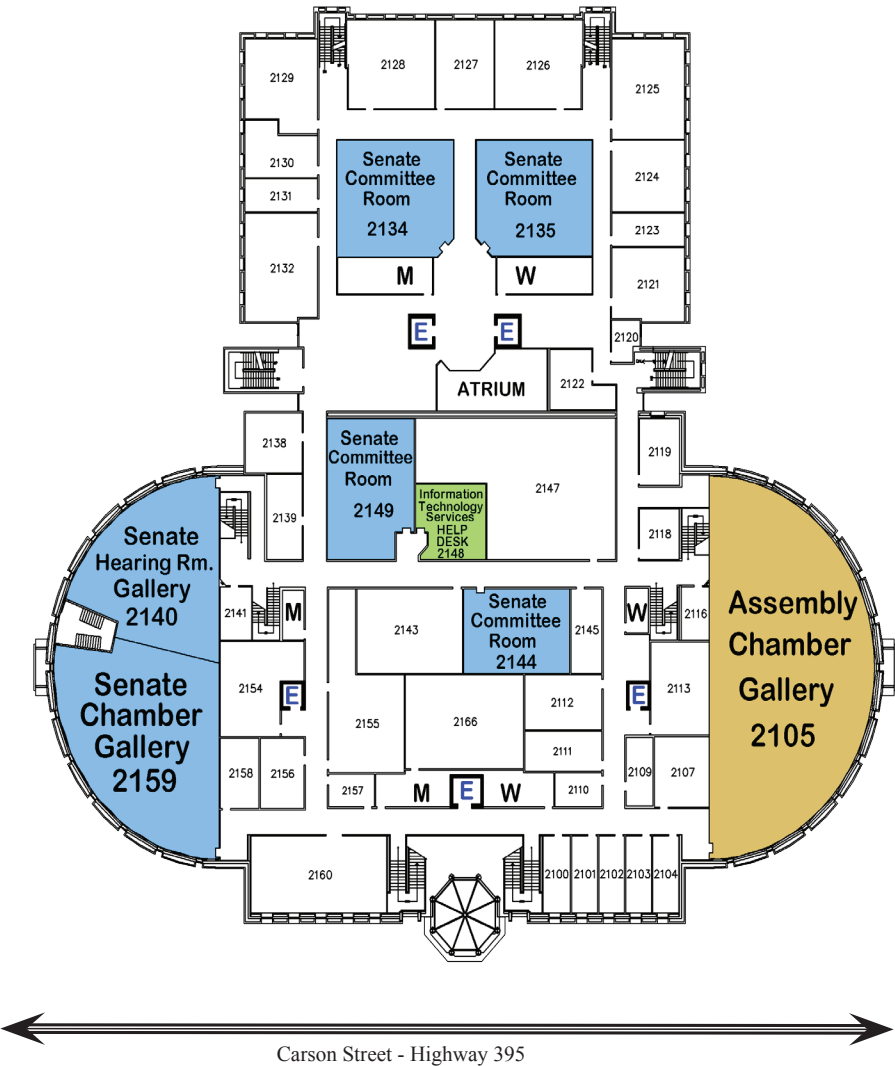 2128
2127
2126
2129
2125
2130
2131
2132
2124
2123
2121
2120
Senate
Committee
Room
2134
Senate
Committee
Room
2135
M
W
E
E
ATRIUM
2122
2138
2139
Senate
Committee
Room
2149
Information
Technology
Services
HELP
DESK
2148
2147
2119
2118
Senate
Hearing Rm.
Gallery
2140
2141
M
2143
Senate
Committee
Room
2144
2145
W
2116
Assembly
Chamber
Gallery
2105
Senate
Chamber
Gallery
2159
2154
E
2155
2166
2112
2111
E
2113
2158
2156
2157
M
E
W
2110
2109
2107
2160
2100
2101
2102
2103
2104
Carson Street - Highway 395